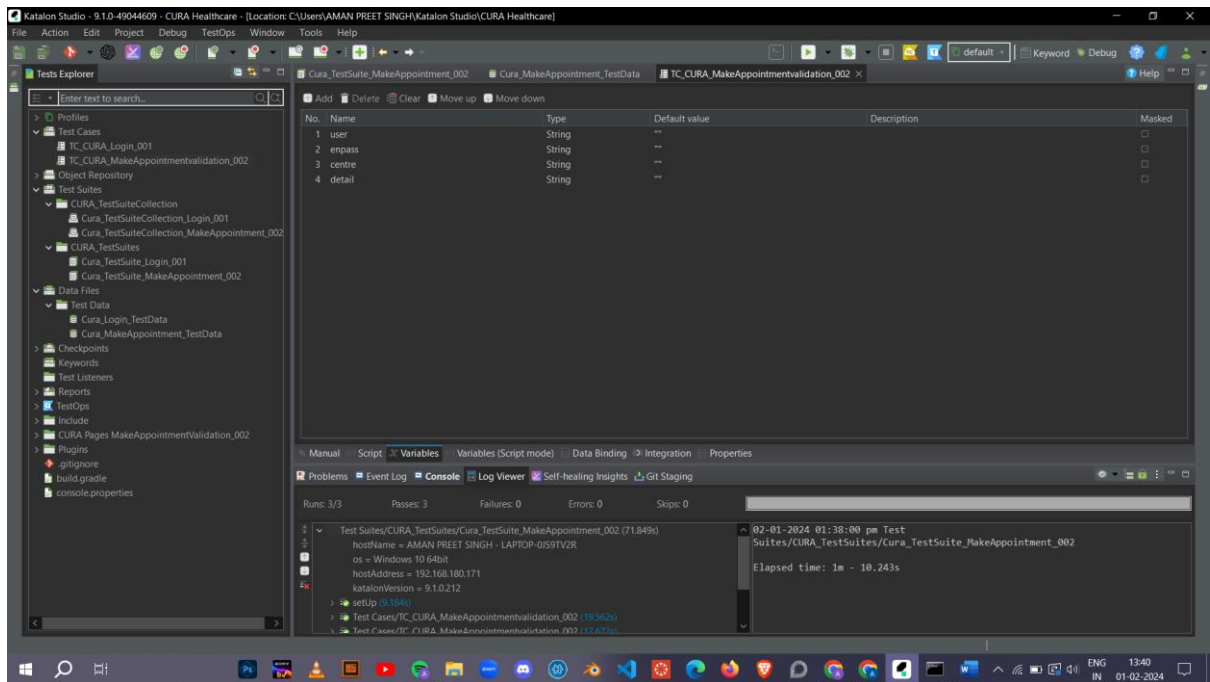 Katalon Studio - 9.1.0-49044609 - CURA Healthcare - [Location: C:\Users\AMAN PREET SINGH\Katalon Studio\CURA Healthcare]
File Action Edit Project Debug TestOps Window Tools Help
default Keyword Debug
Tests Explorer
Cura_TestSuite_MakeAppointment_002 Cura_MakeAppointment_TestData TC_CURA_MakeAppointmentvalidation_002 Help
Enter text to search...
Add Delete Clear Move up Move down
No. Name Type Default value Description Masked
1 user String ""
2 enpass String ""
3 centre String ""
4 detail String ""
Profiles
Test Cases
TC_CURA_Login_001
TC_CURA_MakeAppointmentvalidation_002
Object Repository
Test Suites
CURA_TestSuiteCollection
Cura_TestSuiteCollection_Login_001
Cura_TestSuiteCollection_MakeAppointment_002
CURA_TestSuites
Cura_TestSuite_Login_001
Cura_TestSuite_MakeAppointment_002
Data Files
Test Data
Cura_Login_TestData
Cura_MakeAppointment_TestData
Checkpoints
Keywords
Test Listeners
Reports
TestOps
Include
CURA Pages MakeAppointmentValidation_002
Plugins
.gitignore
build.gradle
console.properties
Manual Script Variables Variables (Script mode) Data Binding Integration Properties
Problems Event Log Console Log Viewer Self-healing Insights Git Staging
Runs: 3/3 Passes: 3 Failures: 0 Errors: 0 Skips: 0
Test Suites/CURA_TestSuites/Cura_TestSuite_MakeAppointment_002 (71.849s)
hostName = AMAN PREET SINGH - LAPTOP-0JS9TV2R
os = Windows 10 64bit
hostAddress = 192.168.180.171
katalonVersion = 9.1.0.212
setUp (9.184s)
Test Cases/TC_CURA_MakeAppointmentvalidation_002 (19.562s)
Test Cases/TC_CURA_MakeAppointmentvalidation_002 (17.672s)
02-01-2024 01:38:00 pm Test
Suites/CURA_TestSuites/Cura_TestSuite_MakeAppointment_002
Elapsed time: 1m - 10.243s
Ps
zoom
ENG
IN
13:40
01-02-2024